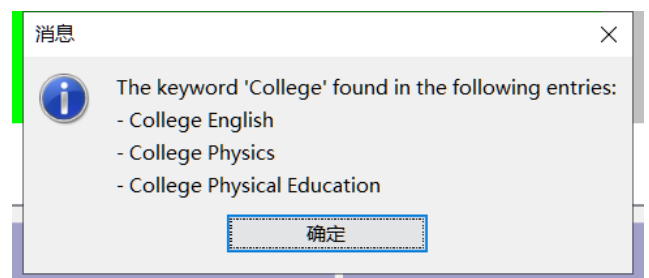 消息
The keyword 'College' found in the following entries:
- College English
- College Physics
- College Physical Education
确定